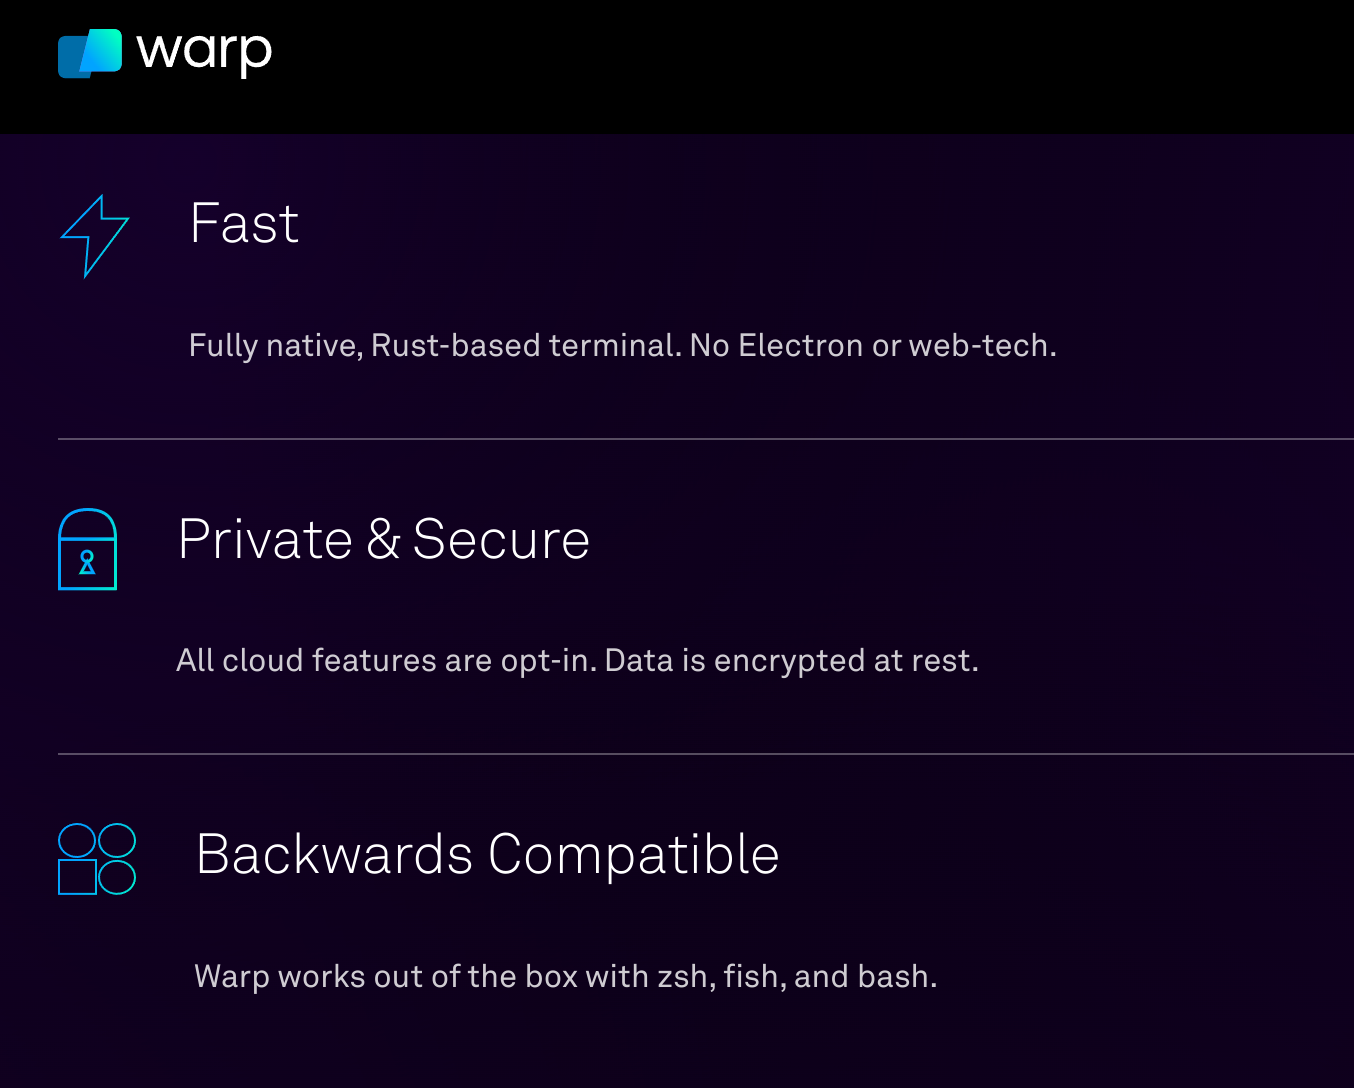 warp
Fast
Fully native, Rust-based terminal. No Electron or web-tech.
Private & Secure
All cloud features are opt-in. Data is encrypted at rest.
Backwards Compatible
Warp works out of the box with zsh, fish, and bash.